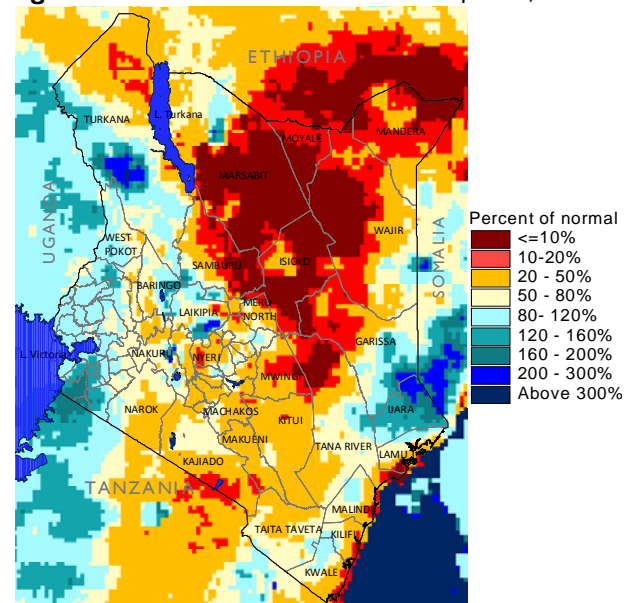 ETHIOPIA
L. Turkana
TURKANA
MOYALE
MANDERA
MARSABIT
UGANDA
WEST
POKOT
WAJIR
SOMALIA
SAMBURU
ISIOLO
BARINGO
LAIKIPIA
MERU
NORTH
GARISSA
L. Victoria
NAKURU
NYERI
MWINGI
NAROK
MACHAKOS
KITUI
IJARA
MAKUENI
TANA RIVER
LAMU
KAJIADO
TANZANIA
MALIND
TAITA TAVETA
KILIFI
KWALE
Percent of normal
<=10%
10-20%
20 - 50%
50 - 80%
80- 120%
120 - 160%
160 - 200%
200 - 300%
Above 300%